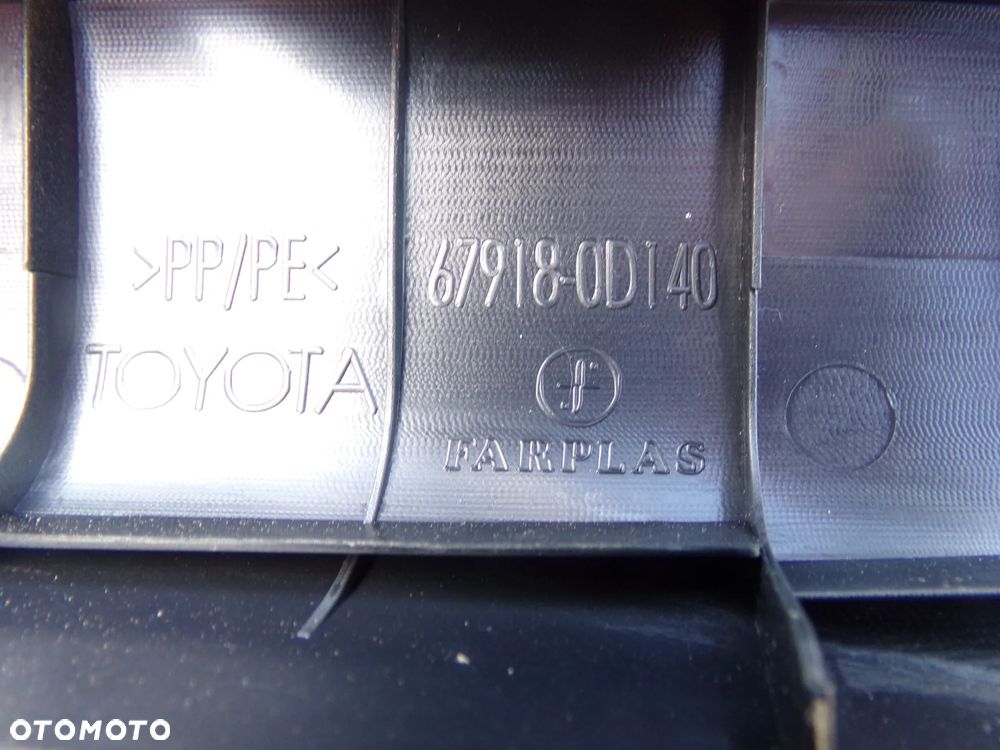 >PP/PE<
67918-0D140
TOYOTA
FARPLAS
OTOMOTO